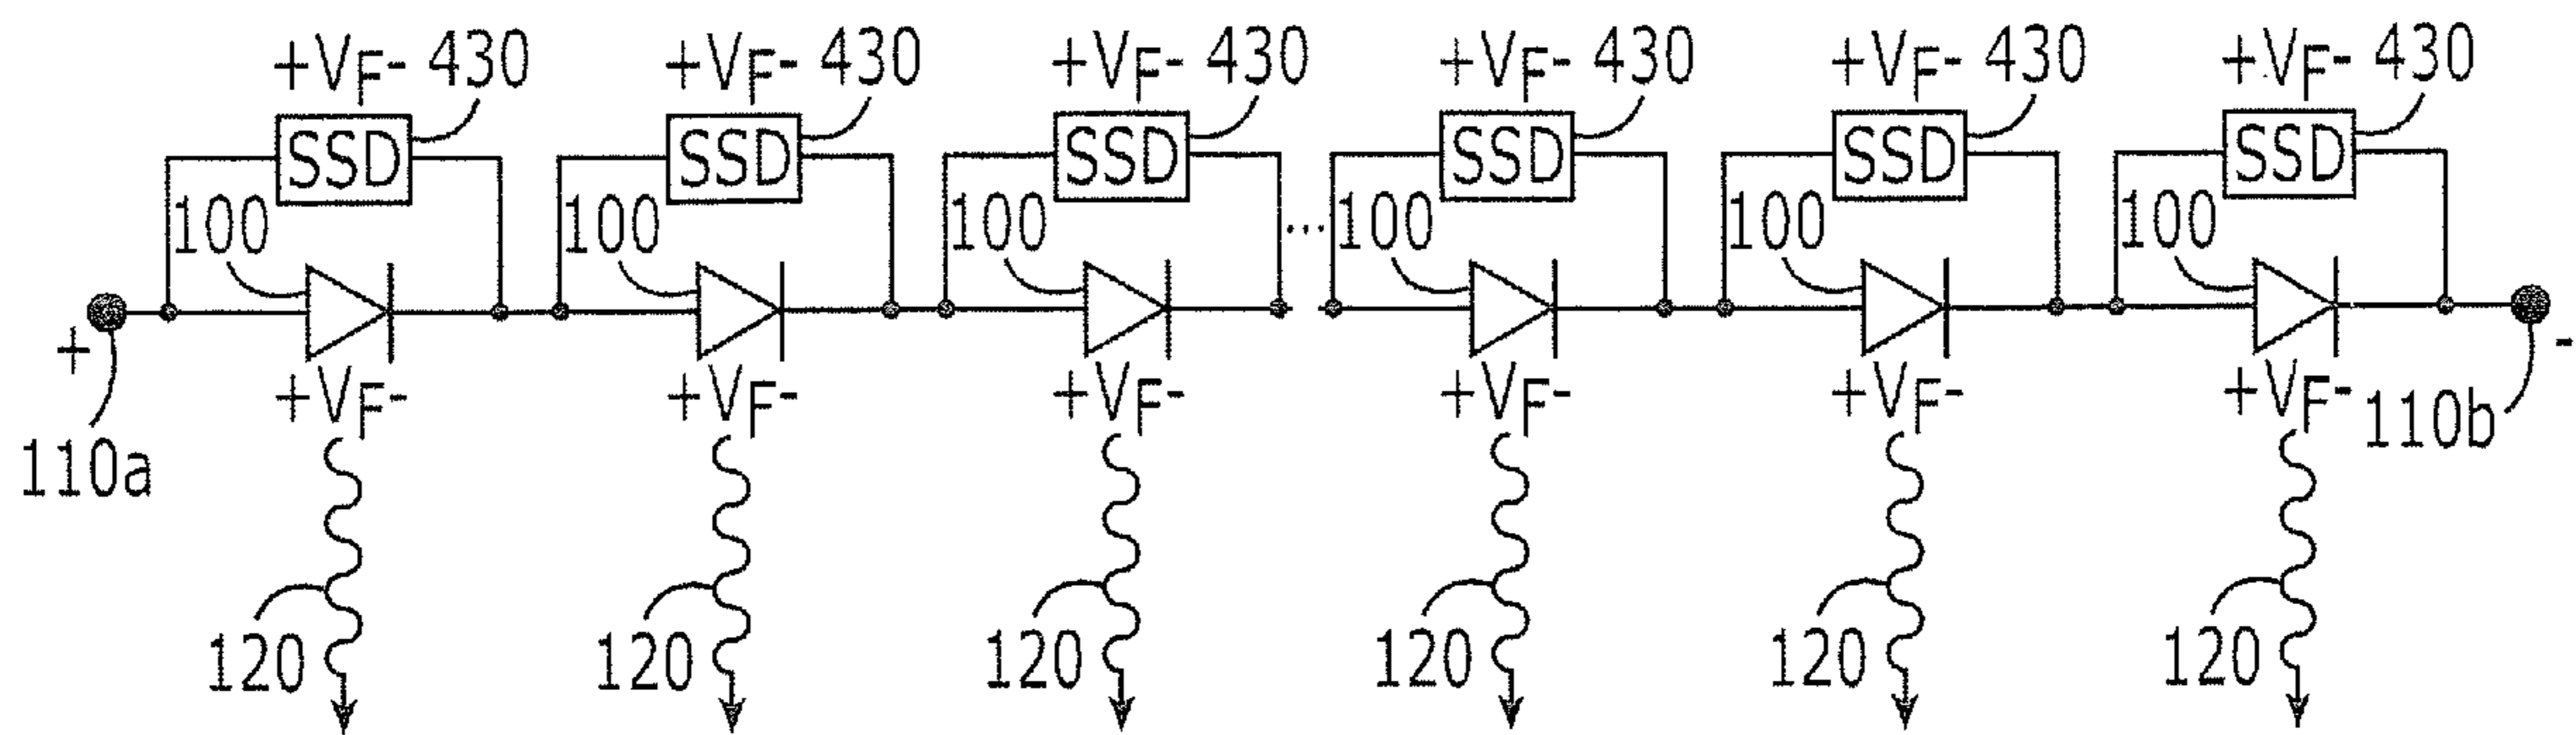 +VF- 430 +VF- 430 +VF- 430 +VF- 430 +VF- 430 +VF- 430
SSD SSD SSD SSD SSD SSD
100 100 100 ... 100 100 100
+ -
+VF- +VF- +VF- +VF- +VF- +VF-
110a 110b
120 120 120 120 120 120